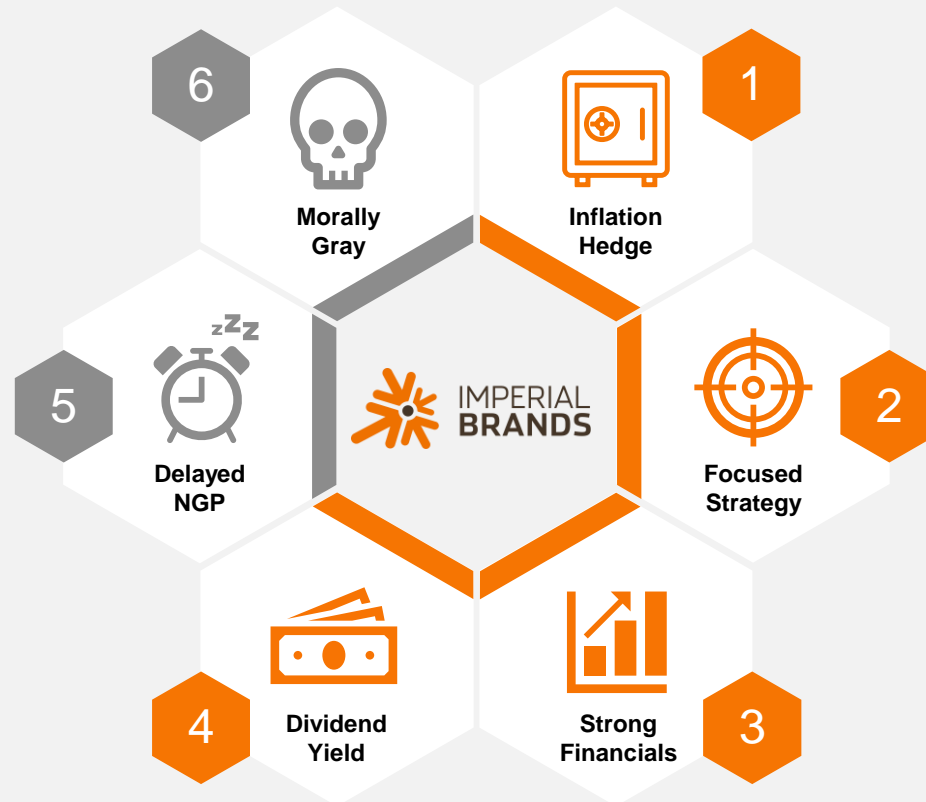 6
Morally
Gray
1
Inflation
Hedge
5
zzz
Delayed
NGP
IMPERIAL
BRANDS
2
Focused
Strategy
4
Dividend
Yield
3
Strong
Financials